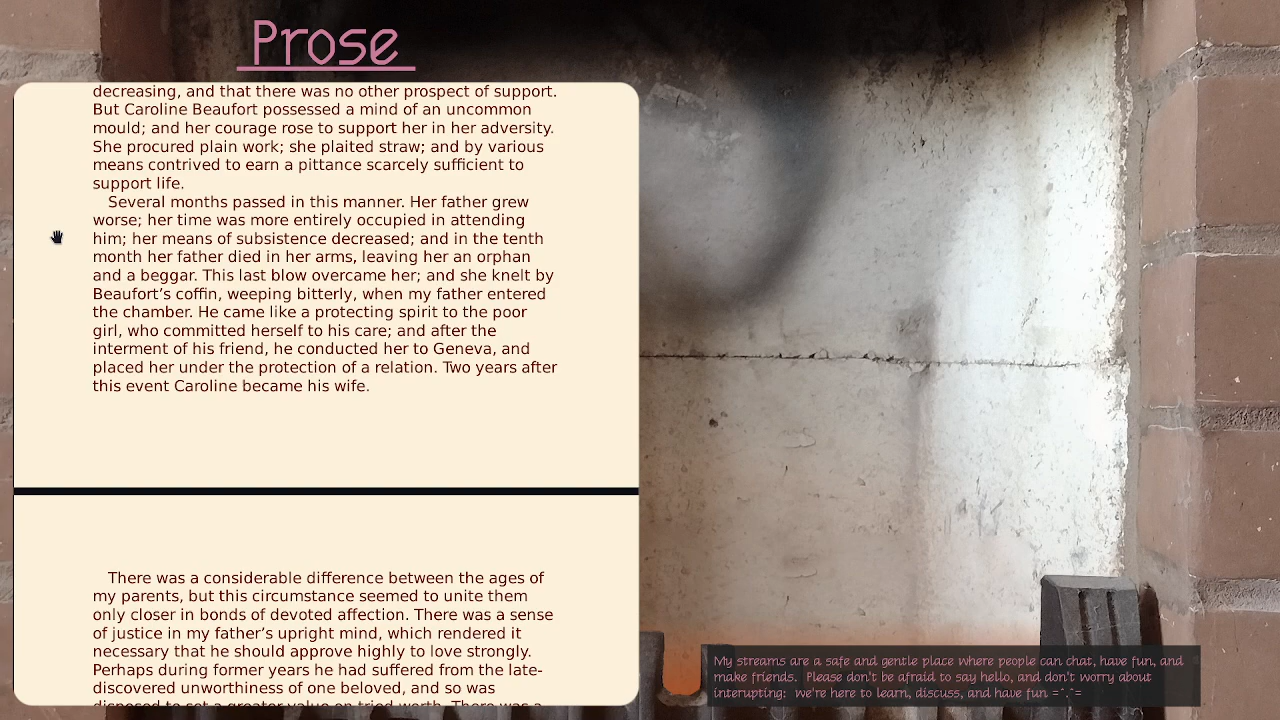 Prose
decreasing, and that there was no other prospect of support.
But Caroline Beaufort possessed a mind of an uncommon
mould; and her courage rose to support her in her adversity.
She procured plain work; she plaited straw; and by various
means contrived to earn a pittance scarcely sufficient to
support life.
Several months passed in this manner. Her father grew
worse; her time was more entirely occupied in attending
him; her means of subsistence decreased; and in the tenth
month her father died in her arms, leaving her an orphan
and a beggar. This last blow overcame her; and she knelt by
Beaufort’s coffin, weeping bitterly, when my father entered
the chamber. He came like a protecting spirit to the poor
girl, who committed herself to his care; and after the
interment of his friend, he conducted her to Geneva, and
placed her under the protection of a relation. Two years after
this event Caroline became his wife.
There was a considerable difference between the ages of
my parents, but this circumstance seemed to unite them
only closer in bonds of devoted affection. There was a sense
of justice in my father’s upright mind, which rendered it
necessary that he should approve highly to love strongly.
Perhaps during former years he had suffered from the late-
discovered unworthiness of one beloved, and so was
disposed to set a greater value on tried worth. There was a
My streams are a safe and gentle place where people can chat, have fun, and
make friends. Please don't be afraid to say hello, and don't worry about
interupting: we're here to learn, discuss, and have fun =^.^=